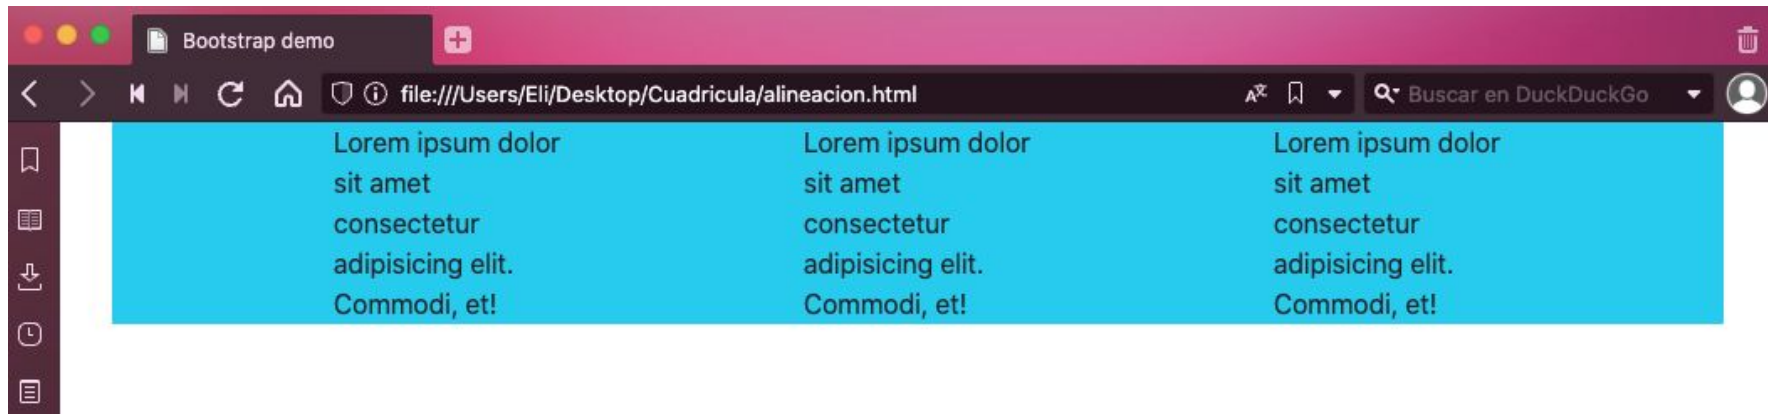 Bootstrap demo
file:///Users/Eli/Desktop/Cuadricula/alineacion.html
Buscar en DuckDuckGo
Lorem ipsum dolor
sit amet
consectetur
adipisicing elit.
Commodi, et!
Lorem ipsum dolor
sit amet
consectetur
adipisicing elit.
Commodi, et!
Lorem ipsum dolor
sit amet
consectetur
adipisicing elit.
Commodi, et!